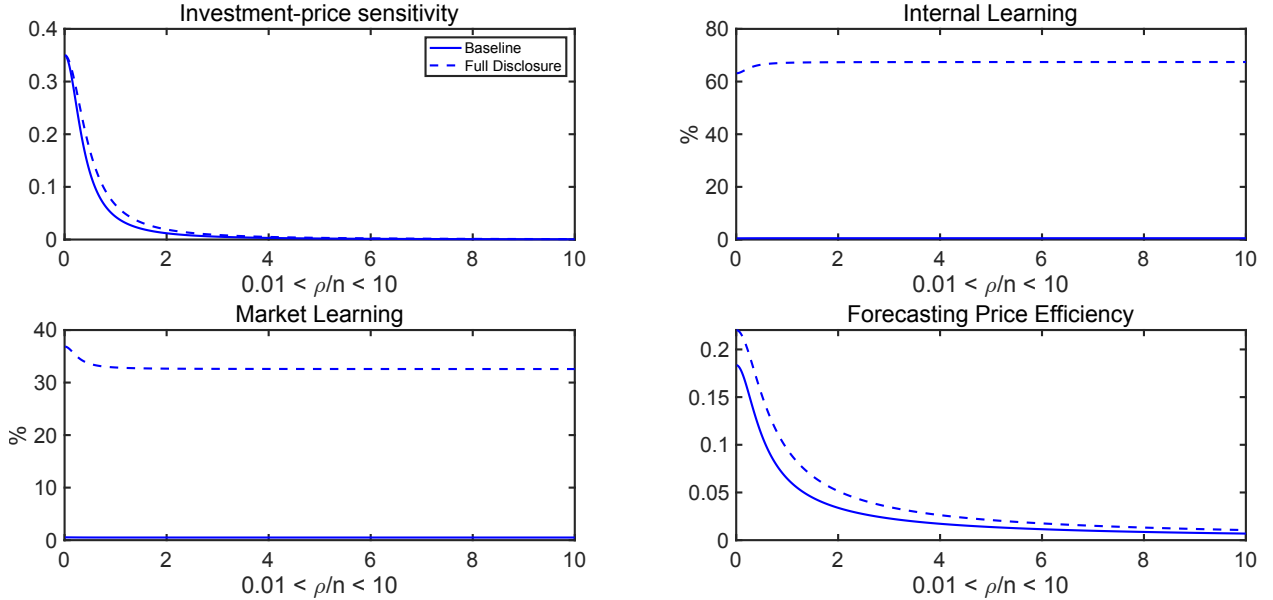 Investment-price sensitivity
0.4
0.3
0.2
0.1
0
0 2 4 6 8 10
0.01 < ρ/n < 10
Baseline
Full Disclosure
Internal Learning
80
60
40
20
0
%
0 2 4 6 8 10
0.01 < ρ/n < 10
Market Learning
40
30
20
10
0
%
0 2 4 6 8 10
0.01 < ρ/n < 10
Forecasting Price Efficiency
0.2
0.15
0.1
0.05
0
0 2 4 6 8 10
0.01 < ρ/n < 10